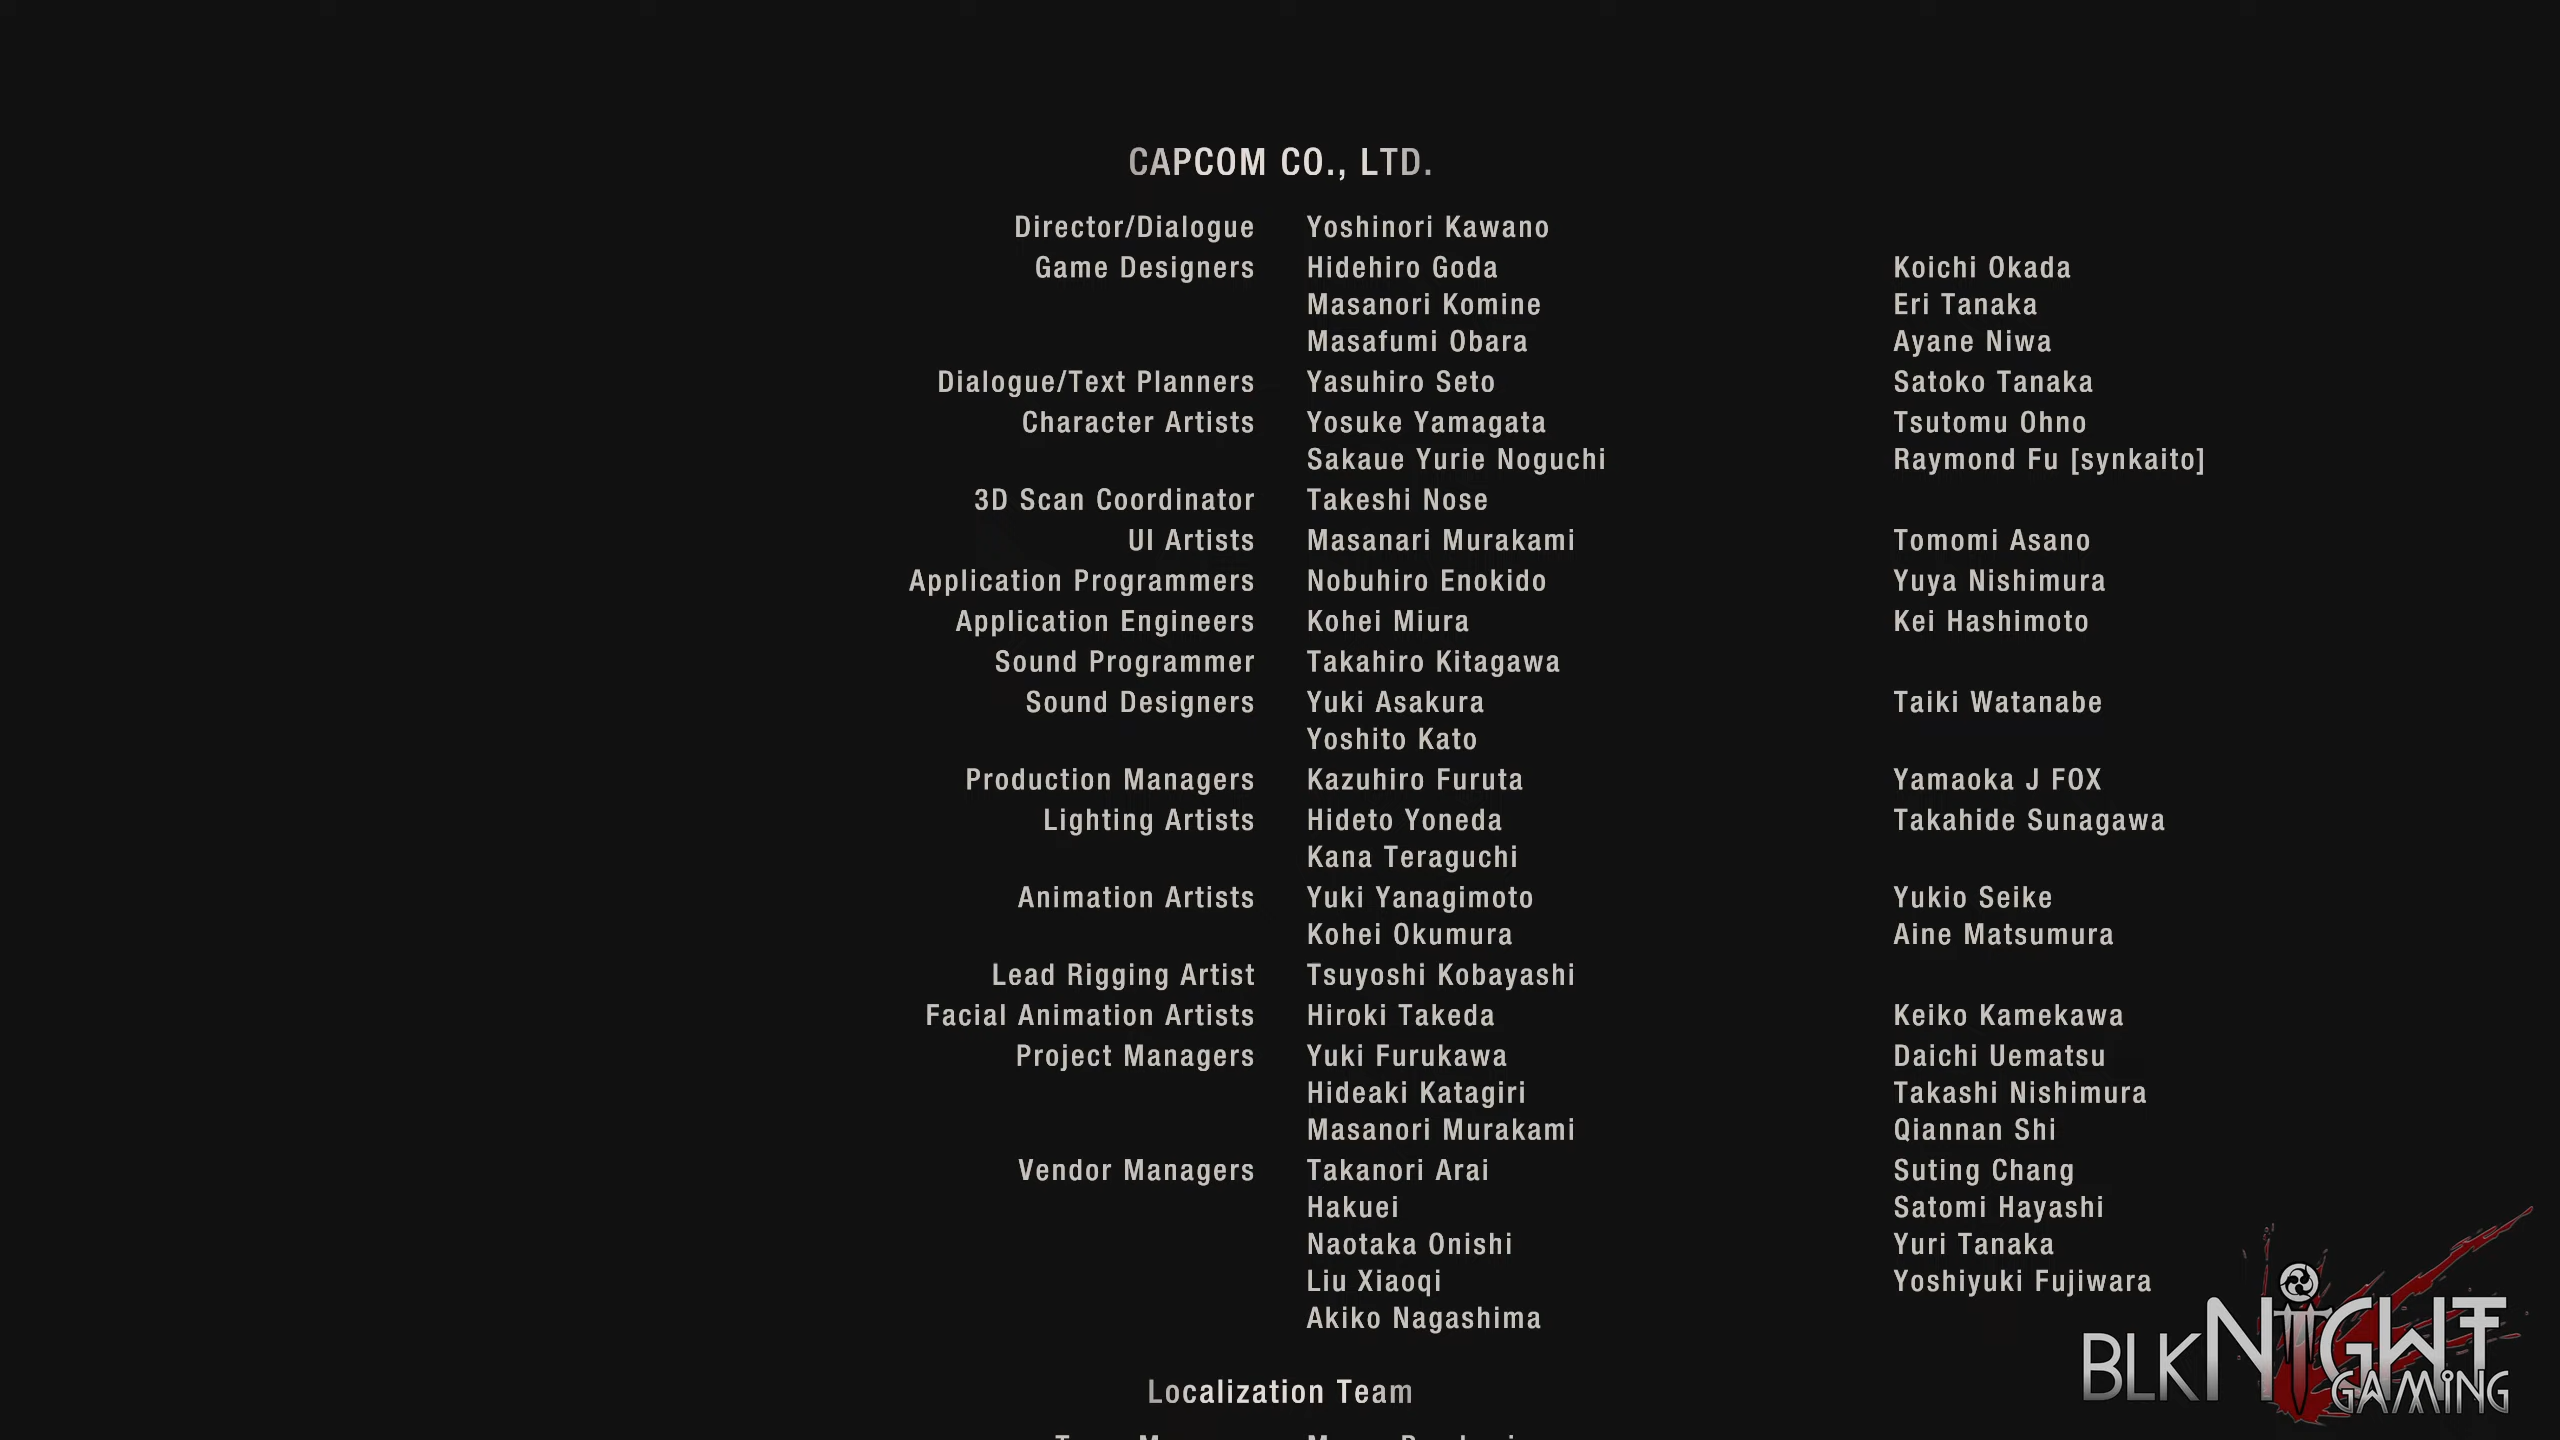 CAPCOM CO., LTD.
Director/Dialogue Yoshinori Kawano
Game Designers Hidehiro Goda Koichi Okada
Masanori Komine Eri Tanaka
Masafumi Obara Ayane Niwa
Dialogue/Text Planners Yasuhiro Seto Satoko Tanaka
Character Artists Yosuke Yamagata Tsutomu Ohno
Sakaue Yurie Noguchi Raymond Fu [synkaito]
3D Scan Coordinator Takeshi Nose
UI Artists Masanari Murakami Tomomi Asano
Application Programmers Nobuhiro Enokido Yuya Nishimura
Application Engineers Kohei Miura Kei Hashimoto
Sound Programmer Takahiro Kitagawa
Sound Designers Yuki Asakura Taiki Watanabe
Yoshito Kato
Production Managers Kazuhiro Furuta Yamaoka J FOX
Lighting Artists Hideto Yoneda Takahide Sunagawa
Kana Teraguchi
Animation Artists Yuki Yanagimoto Yukio Seike
Kohei Okumura Aine Matsumura
Lead Rigging Artist Tsuyoshi Kobayashi
Facial Animation Artists Hiroki Takeda Keiko Kamekawa
Project Managers Yuki Furukawa Daichi Uematsu
Hideaki Katagiri Takashi Nishimura
Masanori Murakami Qiannan Shi
Vendor Managers Takanori Arai Suting Chang
Hakuei Satomi Hayashi
Naotaka Onishi Yuri Tanaka
Liu Xiaoqi Yoshiyuki Fujiwara
Akiko Nagashima
Localization Team
BLKNIGHT
GAMING